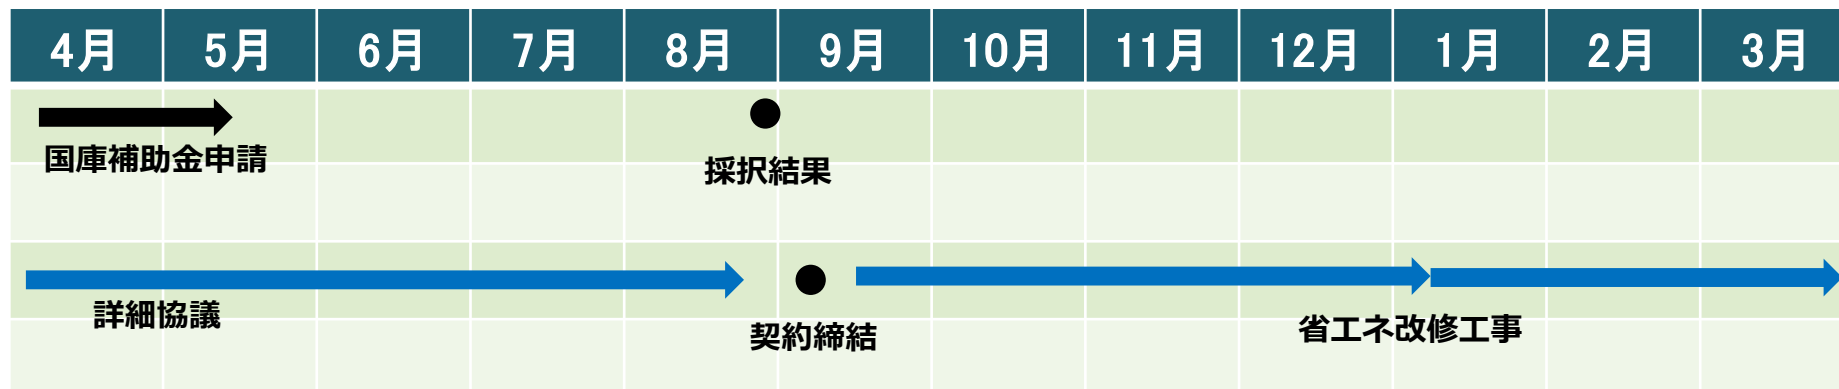 4月 5月 6月 7月 8月 9月 10月 11月 12月 1月 2月 3月
国庫補助金申請
採択結果
詳細協議
契約締結
省エネ改修工事